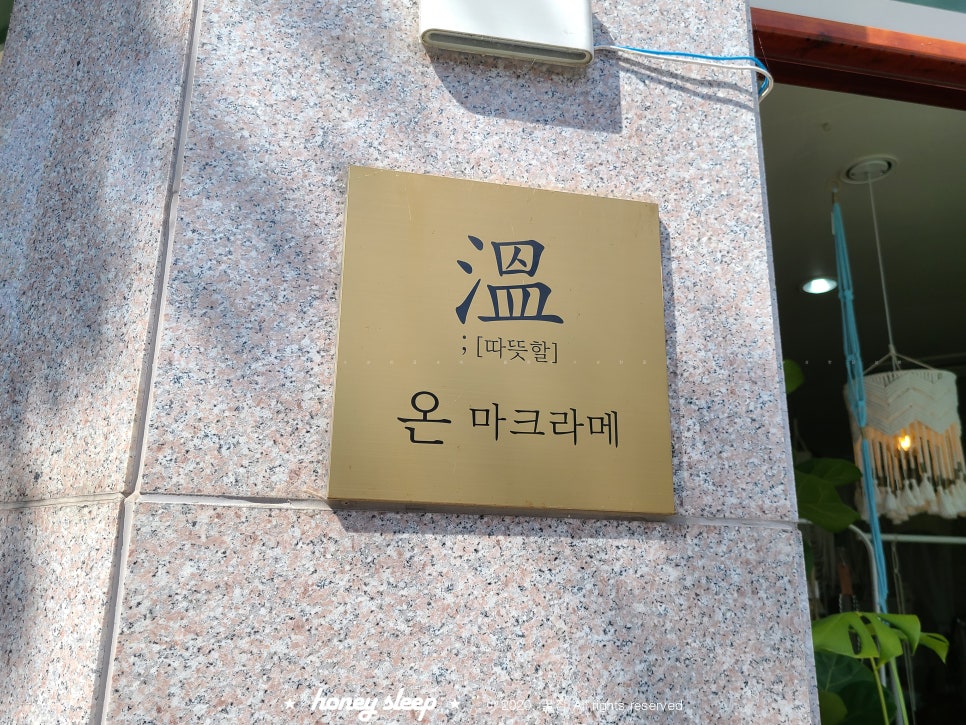 溫
; [따뜻할]
온 마크라메
★ honey sleep ★ © 2020. All rights reserved